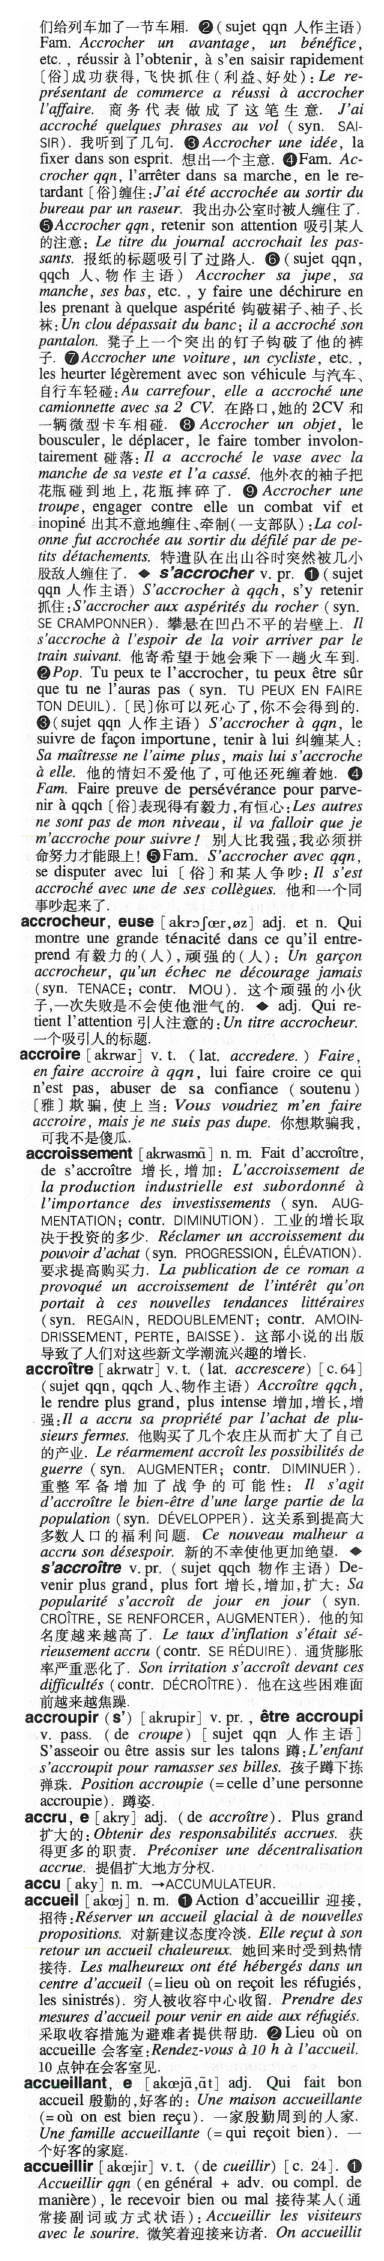 们给列车加了一节车厢. ❷(sujet qqn 人作主语)
Fam. Accrocher un avantage, un bénéfice,
etc., réussir à l'obtenir, à s'en saisir rapidement
〔俗〕成功获得,飞快抓住(利益、好处):Le re-
présentant de commerce a réussi à accrocher
l'affaire. 商务代表做成了这笔生意. J'ai
accroché quelques phrases au vol (syn. SAI-
SIR). 我听到了几句. ❸Accrocher une idée, la
fixer dans son esprit. 想出一个主意. ❹Fam. Ac-
crocher qqn, l'arrêter dans sa marche, en le re-
tardant〔俗〕缠住:J'ai été accrochée au sortir du
bureau par un raseur. 我出办公室时被人缠住了.
❺Accrocher qqn, retenir son attention 吸引某人
的注意: Le titre du journal accrochait les pas-
sants. 报纸的标题吸引了过路人. ❻(sujet qqn,
qqch 人、物作主语) Accrocher sa jupe, sa
manche, ses bas, etc., y faire une déchirure en
les prenant à quelque aspérité 钩破裙子、袖子、长
袜:Un clou dépassait du banc; il a accroché son
pantalon. 凳子上一个突出的钉子钩破了他的裤
子. ❼Accrocher une voiture, un cycliste, etc.,
les heurter légèrement avec son véhicule 与汽车、
自行车轻碰:Au carrefour, elle a accroché une
camionnette avec sa 2 CV. 在路口,她的 2CV 和
一辆微型卡车相碰. ❽ Accrocher un objet, le
bousculer, le déplacer, le faire tomber involon-
tairement 碰落: Il a accroché le vase avec la
manche de sa veste et l'a cassé. 他外衣的袖子把
花瓶碰到地上,花瓶摔碎了. ❾ Accrocher une
troupe, engager contre elle un combat vif et
inopiné 出其不意地缠住、牵制(一支部队):La col-
onne fut accrochée au sortir du défilé par de pe-
tits détachements. 特遣队在出山谷时突然被几小
股敌人缠住了. ◆ s'accrocher v. pr. ❶(sujet
qqn 人作主语) S'accrocher à qqch, s'y retenir
抓住:S'accrocher aux aspérités du rocher (syn.
SE CRAMPONNER). 攀悬在凹凸不平的岩壁上. Il
s'accroche à l'espoir de la voir arriver par le
train suivant. 他寄希望于她会乘下一趟火车到.
❷Pop. Tu peux te l'accrocher, tu peux être sûr
que tu ne l'auras pas (syn. TU PEUX EN FAIRE
TON DEUIL).〔民〕你可以死心了,你不会得到的.
❸(sujet qqn 人作主语) S'accrocher à qqn, le
suivre de façon importune, tenir à lui 纠缠某人:
Sa maîtresse ne l'aime plus, mais lui s'accroche
à elle. 他的情妇不爱他了,可他还死缠着她. ❹
Fam. Faire preuve de persévérance pour parve-
nir à qqch〔俗〕表现得有毅力,有恒心:Les autres
ne sont pas de mon niveau, il va falloir que je
m'accroche pour suivre! 别人比我强,我必须拼
命努力才能跟上! ❺Fam. S'accrocher avec qqn,
se disputer avec lui〔俗〕和某人争吵: Il s'est
accroché avec une de ses collègues. 他和一个同
事吵起来了.
accrocheur, euse [akrɔʃœr,øz] adj. et n. Qui
montre une grande ténacité dans ce qu'il entre-
prend 有毅力的(人),顽强的(人): Un garçon
accrocheur, qu'un échec ne décourage jamais
(syn. TENACE; contr. MOU). 这个顽强的小伙
子,一次失败是不会使他泄气的. ◆ adj. Qui re-
tient l'attention 引人注意的:Un titre accrocheur.
一个吸引人的标题.
accroire [akrwar] v. t. (lat. accredere.) Faire,
en faire accroire à qqn, lui faire croire ce qui
n'est pas, abuser de sa confiance (soutenu)
〔雅〕欺骗,使上当: Vous voudriez m'en faire
accroire, mais je ne suis pas dupe. 你想欺骗我,
可我不是傻瓜.
accroissement [akrwasmɑ̃] n. m. Fait d'accroître,
de s'accroître 增长,增加: L'accroissement de
la production industrielle est subordonné à
l'importance des investissements (syn. AUG-
MENTATION; contr. DIMINUTION). 工业的增长取
决于投资的多少. Réclamer un accroissement du
pouvoir d'achat (syn. PROGRESSION, ÉLÉVATION).
要求提高购买力. La publication de ce roman a
provoqué un accroissement de l'intérêt qu'on
portait à ces nouvelles tendances littéraires
(syn. REGAIN, REDOUBLEMENT; contr. AMOIN-
DRISSEMENT, PERTE, BAISSE). 这部小说的出版
导致了人们对这些新文学潮流兴趣的增长.
accroître [akrwatr] v. t. (lat. accrescere) [c. 64]
(sujet qqn, qqch 人、物作主语) Accroître qqch,
le rendre plus grand, plus intense 增加,增长,增
强:Il a accru sa propriété par l'achat de plu-
sieurs fermes. 他购买了几个农庄从而扩大了自己
的产业. Le réarmement accroît les possibilités de
guerre (syn. AUGMENTER; contr. DIMINUER).
重整军备增加了战争的可能性: Il s'agit
d'accroître le bien-être d'une large partie de la
population (syn. DÉVELOPPER). 这关系到提高大
多数人口的福利问题. Ce nouveau malheur a
accru son désespoir. 新的不幸使他更加绝望. ◆
s'accroître v. pr. (sujet qqch 物作主语) De-
venir plus grand, plus fort 增长,增加,扩大: Sa
popularité s'accroît de jour en jour (syn.
CROÎTRE, SE RENFORCER, AUGMENTER). 他的知
名度越来越高了. Le taux d'inflation s'était sé-
rieusement accru (contr. SE RÉDUIRE). 通货膨胀
率严重恶化了. Son irritation s'accroît devant ces
difficultés (contr. DÉCROÎTRE). 他在这些困难面
前越来越焦躁.
accroupir (s') [akrupir] v. pr., être accroupi
v. pass. (de croupe) [sujet qqn 人作主语]
S'asseoir ou être assis sur les talons 蹲:L'enfant
s'accroupit pour ramasser ses billes. 孩子蹲下拣
弹珠. Position accroupie (=celle d'une personne
accroupie). 蹲姿.
accru, e [akry] adj. (de accroître). Plus grand
扩大的: Obtenir des responsabilités accrues. 获
得更多的职责. Préconiser une décentralisation
accrue. 提倡扩大地方分权.
accu [aky] n. m. →ACCUMULATEUR.
accueil [akœj] n. m. ❶Action d'accueillir 迎接,
招待:Réserver un accueil glacial à de nouvelles
propositions. 对新建议态度冷淡. Elle reçut à son
retour un accueil chaleureux. 她回来时受到热情
接待. Les malheureux ont été hébergés dans un
centre d'accueil (=lieu où on reçoit les réfugiés,
les sinistrés). 穷人被收容中心收留. Prendre des
mesures d'accueil pour venir en aide aux réfugiés.
采取收容措施为避难者提供帮助. ❷Lieu où on
accueille 会客室:Rendez-vous à 10 h à l'accueil.
10 点钟在会客室见.
accueillant, e [akœjɑ̃,ɑ̃t] adj. Qui fait bon
accueil 殷勤的,好客的: Une maison accueillante
(=où on est bien reçu). 一家殷勤周到的人家.
Une famille accueillante (=qui reçoit bien). 一
个好客的家庭.
accueillir [akœjir] v. t. (de cueillir) [c. 24]. ❶
Accueillir qqn (en général + adv. ou compl. de
manière), le recevoir bien ou mal 接待某人(通
常接副词或方式状语): Accueillir les visiteurs
avec le sourire. 微笑着迎接来访者. On accueillit